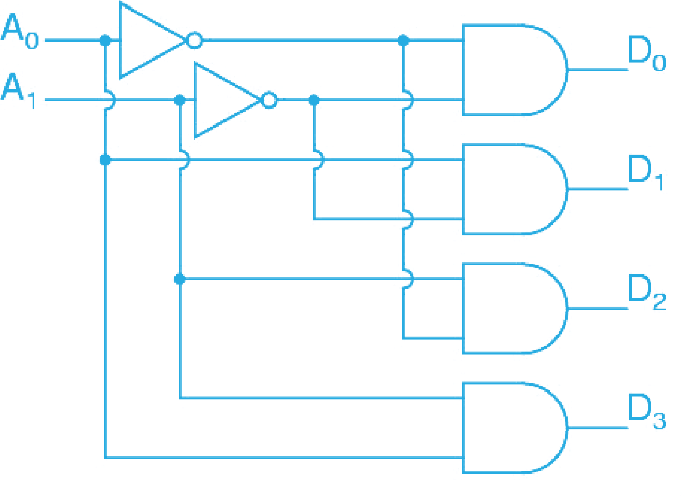 A₀
A₁
D₀
D₁
D₂
D₃